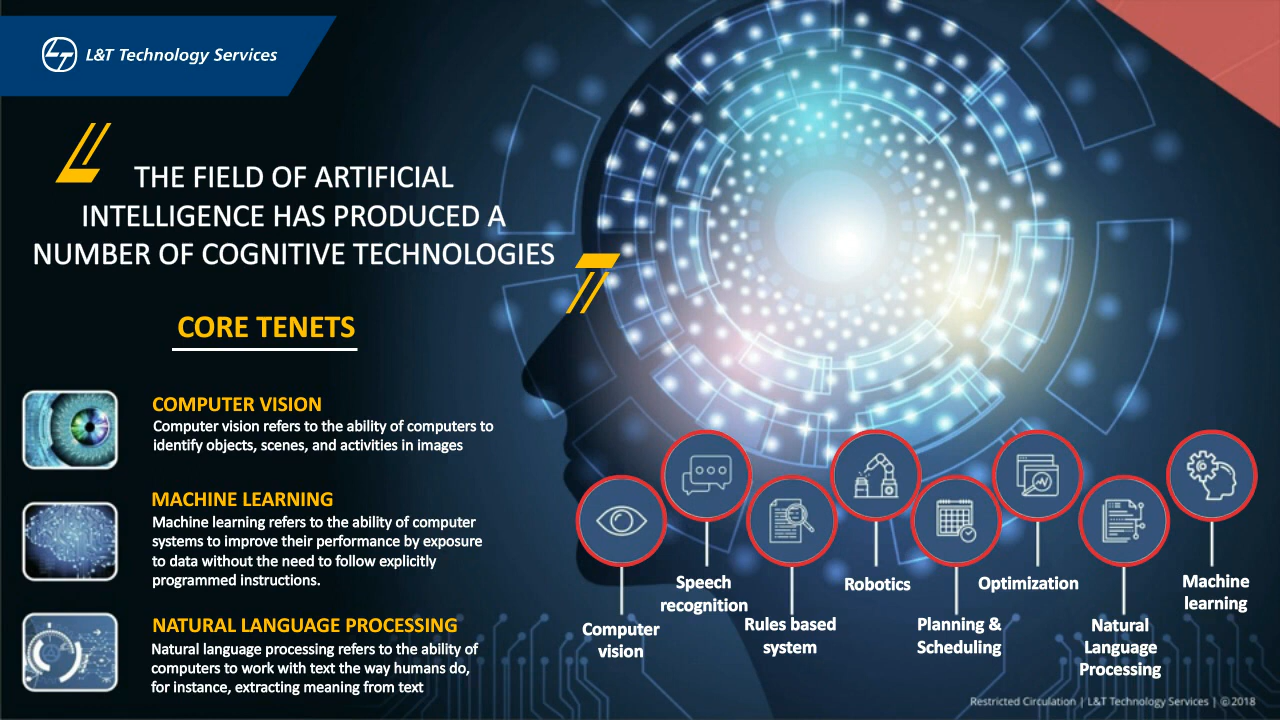 L&T Technology Services
THE FIELD OF ARTIFICIAL
INTELLIGENCE HAS PRODUCED A
NUMBER OF COGNITIVE TECHNOLOGIES
CORE TENETS
COMPUTER VISION
Computer vision refers to the ability of computers to
identify objects, scenes, and activities in images
MACHINE LEARNING
Machine learning refers to the ability of computer
systems to improve their performance by exposure
to data without the need to follow explicitly
programmed instructions.
NATURAL LANGUAGE PROCESSING
Natural language processing refers to the ability of
computers to work with text the way humans do,
for instance, extracting meaning from text
Computer
vision
Speech
recognition
Rules based
system
Robotics
Planning &
Scheduling
Optimization
Natural
Language
Processing
Machine
learning
Restricted Circulation | L&T Technology Services | © 2018